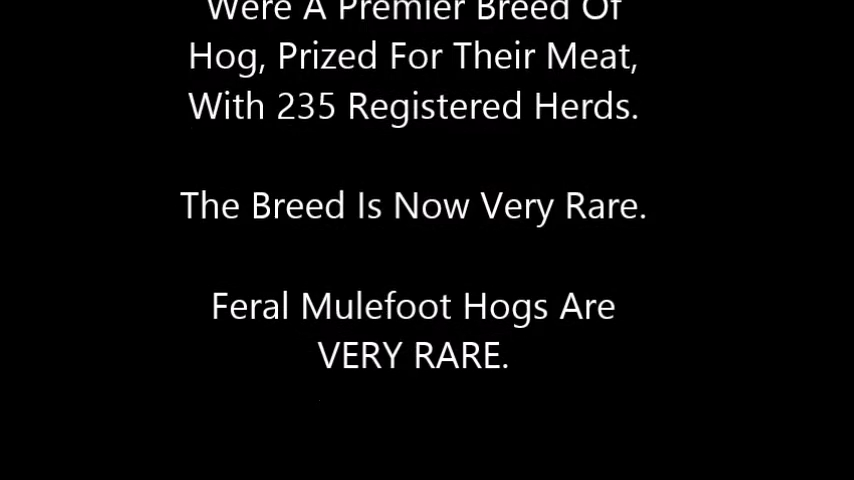 Were A Premier Breed Of
Hog, Prized For Their Meat,
With 235 Registered Herds.
The Breed Is Now Very Rare.
Feral Mulefoot Hogs Are
VERY RARE.